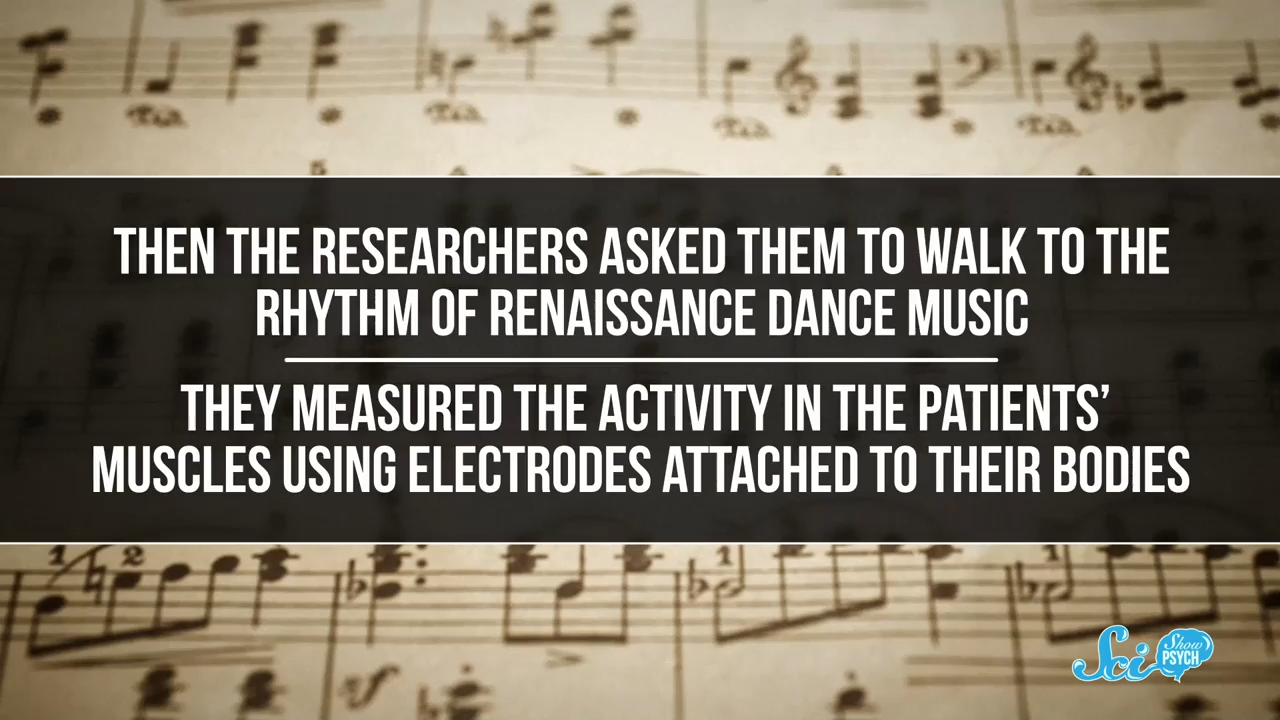 THEN THE RESEARCHERS ASKED THEM TO WALK TO THE
RHYTHM OF RENAISSANCE DANCE MUSIC
THEY MEASURED THE ACTIVITY IN THE PATIENTS’
MUSCLES USING ELECTRODES ATTACHED TO THEIR BODIES
Sci Show
PSYCH